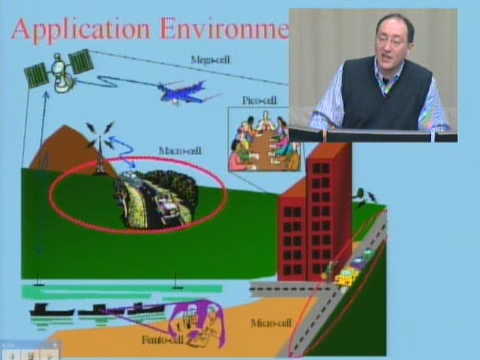 Application Environme
Mega-cell
Pico-cell
Macro-cell
Micro-cell
Femto-cell